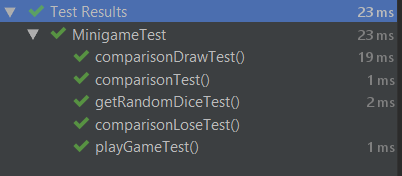 Test Results 23 ms
MinigameTest 23 ms
comparisonDrawTest() 19 ms
comparisonTest() 1 ms
getRandomDiceTest() 2 ms
comparisonLoseTest()
playGameTest() 1 ms